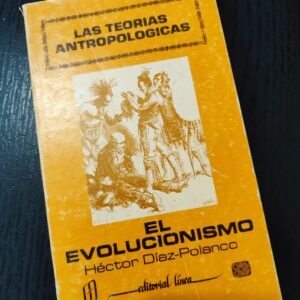 LAS TEORIAS
ANTROPOLOGICAS
EL
EVOLUCIONISMO
Héctor Díaz-Polanco
editorial línea